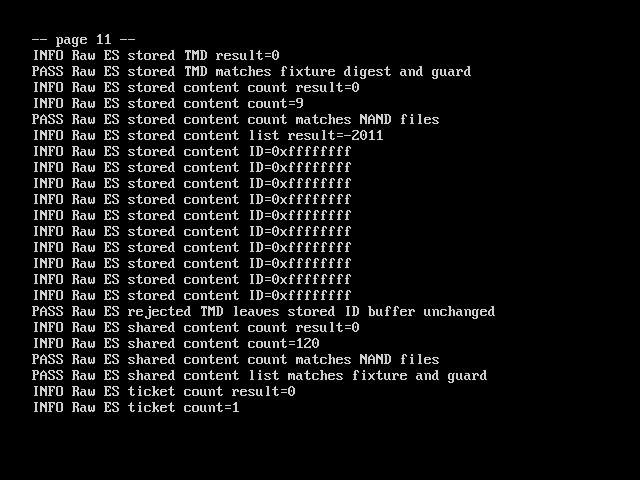 -- page 11 --
INFO Raw ES stored TMD result=0
PASS Raw ES stored TMD matches fixture digest and guard
INFO Raw ES stored content count result=0
INFO Raw ES stored content count=9
PASS Raw ES stored content count matches NAND files
INFO Raw ES stored content list result=-2011
INFO Raw ES stored content ID=0xffffffff
INFO Raw ES stored content ID=0xffffffff
INFO Raw ES stored content ID=0xffffffff
INFO Raw ES stored content ID=0xffffffff
INFO Raw ES stored content ID=0xffffffff
INFO Raw ES stored content ID=0xffffffff
INFO Raw ES stored content ID=0xffffffff
INFO Raw ES stored content ID=0xffffffff
INFO Raw ES stored content ID=0xffffffff
INFO Raw ES stored content ID=0xffffffff
PASS Raw ES rejected TMD leaves stored ID buffer unchanged
INFO Raw ES shared content count result=0
INFO Raw ES shared content count=120
PASS Raw ES shared content count matches NAND files
PASS Raw ES shared content list matches fixture and guard
INFO Raw ES ticket count result=0
INFO Raw ES ticket count=1